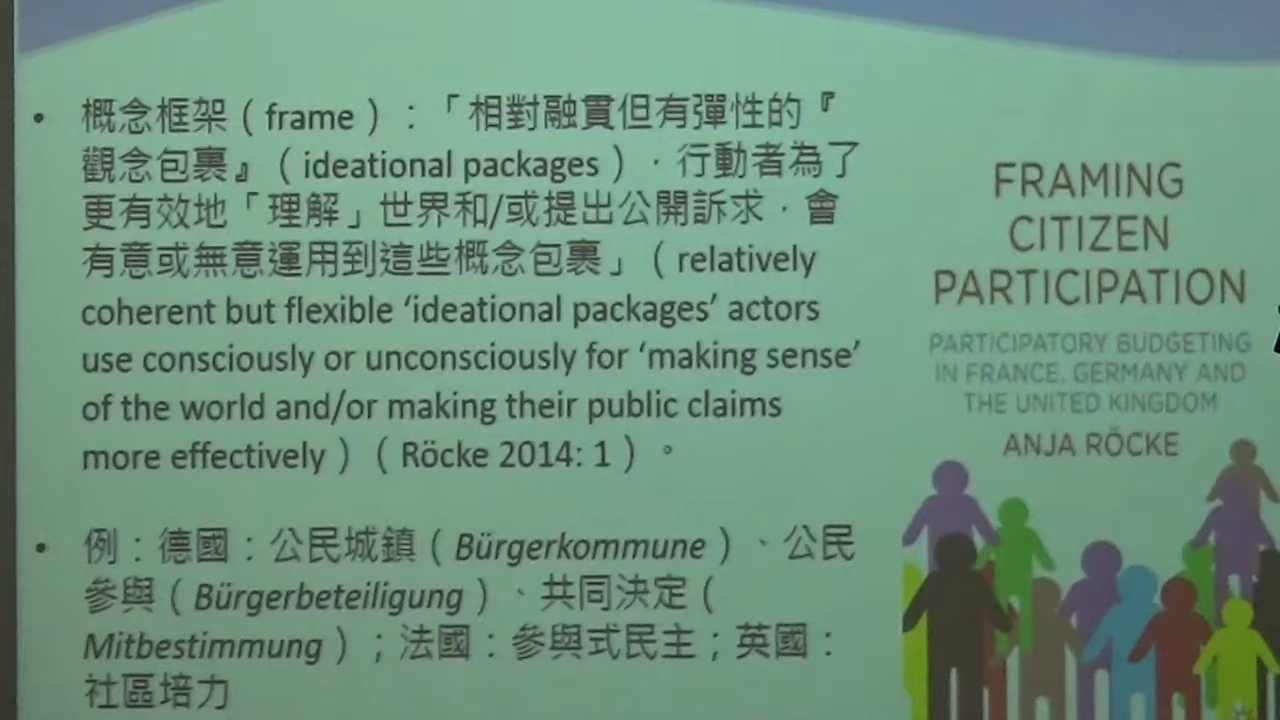 • 概念框架（frame）：「相對融貫但有彈性的『
觀念包裹』（ideational packages），行動者為了
更有效地「理解」世界和/或提出公開訴求，會
有意或無意運用到這些概念包裹」（relatively
coherent but flexible ‘ideational packages’ actors
use consciously or unconsciously for ‘making sense’
of the world and/or making their public claims
more effectively）（Röcke 2014: 1）。
• 例：德國：公民城鎮（Bürgerkommune）、公民
參與（Bürgerbeteiligung）、共同決定（
Mitbestimmung）；法國：參與式民主；英國：
社區培力
FRAMING
CITIZEN
PARTICIPATION
PARTICIPATORY BUDGETING
IN FRANCE, GERMANY AND
THE UNITED KINGDOM
ANJA RÖCKE